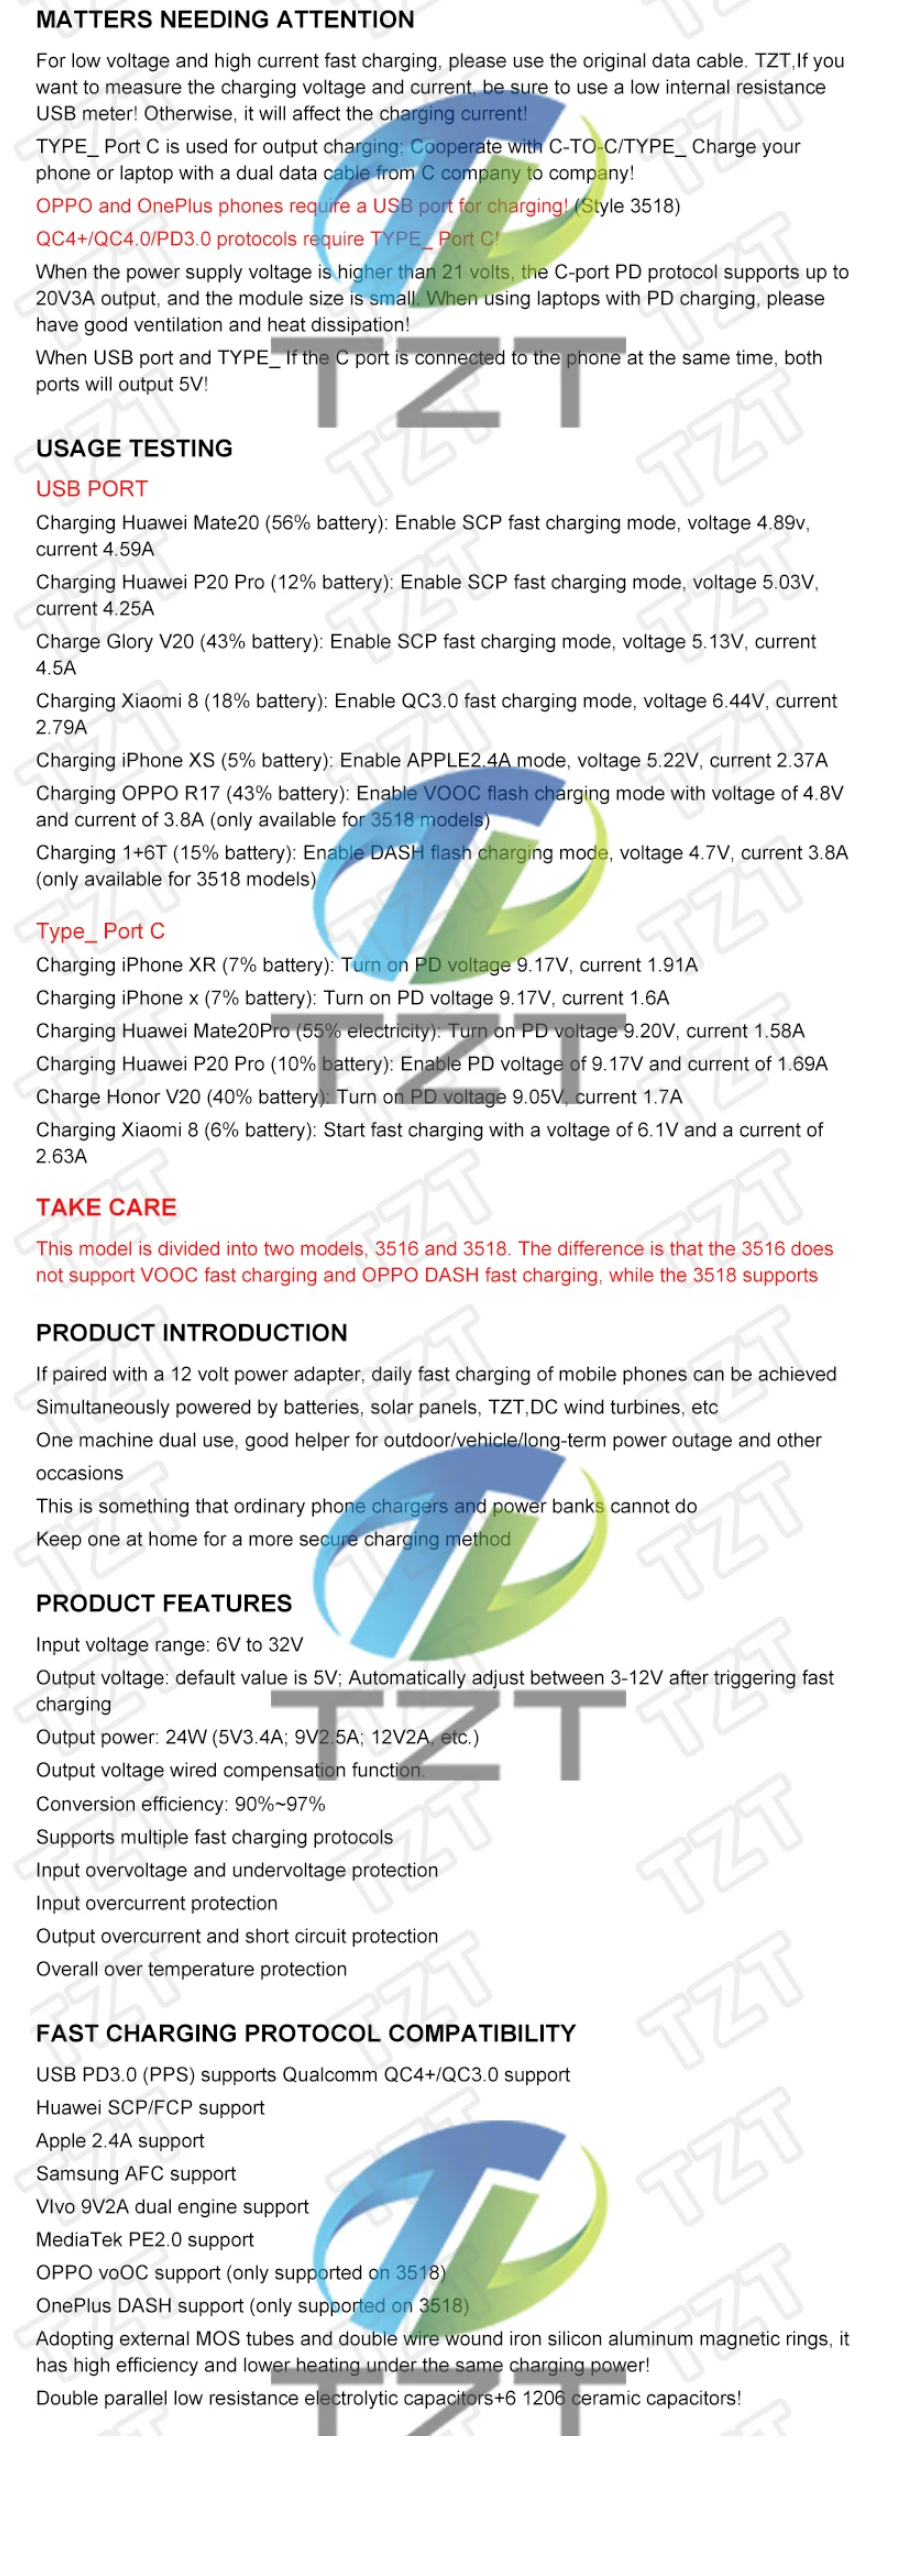 MATTERS NEEDING ATTENTION
For low voltage and high current fast charging, please use the original data cable. TZT,If you
want to measure the charging voltage and current, be sure to use a low internal resistance
USB meter! Otherwise, it will affect the charging current!
TYPE_ Port C is used for output charging; Cooperate with C-TO-C/TYPE_ Charge your
phone or laptop with a dual data cable from C company to company!
OPPO and OnePlus phones require a USB port for charging! (Style 3518)
QC4+/QC4.0/PD3.0 protocols require TYPE_ Port C!
When the power supply voltage is higher than 21 volts, the C-port PD protocol supports up to
20V3A output, and the module size is small. When using laptops with PD charging, please
have good ventilation and heat dissipation!
When USB port and TYPE_ If the C port is connected to the phone at the same time, both
ports will output 5V!
TZT
USAGE TESTING
USB PORT
Charging Huawei Mate20 (56% battery): Enable SCP fast charging mode, voltage 4.89v,
current 4.59A
Charging Huawei P20 Pro (12% battery): Enable SCP fast charging mode, voltage 5.03V,
current 4.25A
Charge Glory V20 (43% battery): Enable SCP fast charging mode, voltage 5.13V, current
4.5A
Charging Xiaomi 8 (18% battery): Enable QC3.0 fast charging mode, voltage 6.44V, current
2.79A
Charging iPhone XS (5% battery): Enable APPLE2.4A mode, voltage 5.22V, current 2.37A
Charging OPPO R17 (43% battery): Enable VOOC flash charging mode with voltage of 4.8V
and current of 3.8A (only available for 3518 models)
Charging 1+6T (15% battery): Enable DASH flash charging mode, voltage 4.7V, current 3.8A
(only available for 3518 models)
Type_ Port C
Charging iPhone XR (7% battery): Turn on PD voltage 9.17V, current 1.91A
Charging iPhone x (7% battery): Turn on PD voltage 9.17V, current 1.6A
Charging Huawei Mate20Pro (55% electricity): Turn on PD voltage 9.20V, current 1.58A
Charging Huawei P20 Pro (10% battery): Enable PD voltage of 9.17V and current of 1.69A
Charge Honor V20 (40% battery): Turn on PD voltage 9.05V, current 1.7A
Charging Xiaomi 8 (6% battery): Start fast charging with a voltage of 6.1V and a current of
2.63A
TZT
TAKE CARE
This model is divided into two models, 3516 and 3518. The difference is that the 3516 does
not support VOOC fast charging and OPPO DASH fast charging, while the 3518 supports
PRODUCT INTRODUCTION
If paired with a 12 volt power adapter, daily fast charging of mobile phones can be achieved
Simultaneously powered by batteries, solar panels, TZT,DC wind turbines, etc
One machine dual use, good helper for outdoor/vehicle/long-term power outage and other
occasions
This is something that ordinary phone chargers and power banks cannot do
Keep one at home for a more secure charging method
PRODUCT FEATURES
Input voltage range: 6V to 32V
Output voltage: default value is 5V; Automatically adjust between 3-12V after triggering fast
charging
Output power: 24W (5V3.4A; 9V2.5A; 12V2A, etc.)
Output voltage wired compensation function.
TZT
Conversion efficiency: 90%~97%
Supports multiple fast charging protocols
Input overvoltage and undervoltage protection
Input overcurrent protection
Output overcurrent and short circuit protection
Overall over temperature protection
FAST CHARGING PROTOCOL COMPATIBILITY
USB PD3.0 (PPS) supports Qualcomm QC4+/QC3.0 support
Huawei SCP/FCP support
Apple 2.4A support
Samsung AFC support
VIvo 9V2A dual engine support
MediaTek PE2.0 support
OPPO voOC support (only supported on 3518)
OnePlus DASH support (only supported on 3518)
Adopting external MOS tubes and double wire wound iron silicon aluminum magnetic rings, it
has high efficiency and lower heating under the same charging power!
Double parallel low resistance electrolytic capacitors+6 1206 ceramic capacitors!
TZT